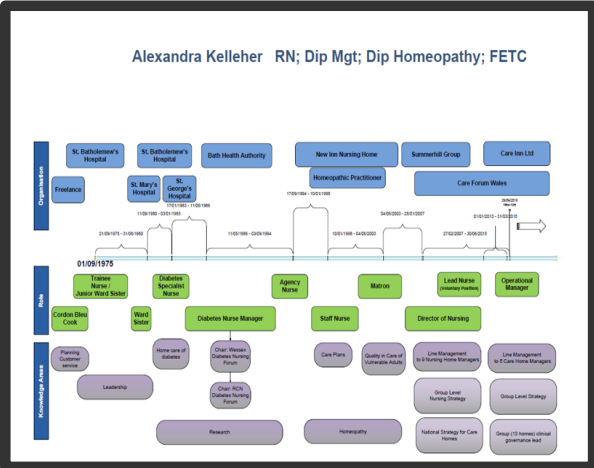 Alexandra Kelleher RN; Dip Mgt; Dip Homeopathy; FETC
Organisation
St. Batholenew's
Hospital
St. Batholenew's
Hospital
Bath Health Authority
New Inn Nursing Home
Summerhill Group
Care Inn Ltd
Freelance
St. Mary's
Hospital
St.
George's
Hospital
Homeopathic Practitioner
Care Forum Wales
01/09/1975
Role
Trainee
Nurse /
Junior Ward Sister
Diabetes
Specialist
Nurse
Agency
Nurse
Matron
Lead Nurse
(Voluntary Position)
Operational
Manager
Cordon Bleu
Cook
Ward
Sister
Diabetes Nurse Manager
Staff Nurse
Director of Nursing
Knowledge Areas
Planning
Customer
service
Home care of
diabetes
Chair: Wessex
Diabetes Nursing
Forum
Care Plans
Quality in Care of
Vulnerable Adults
Line Management
to 9 Nursing Home Managers
Line Management
to 8 Care Home Managers
Leadership
Chair: RCN
Diabetes Nursing
Forum
Group Level
Nursing Strategy
Group Level Strategy
Research
Homeopathy
National Strategy for Care
Homes
Group (13 homes) clinical
governance lead